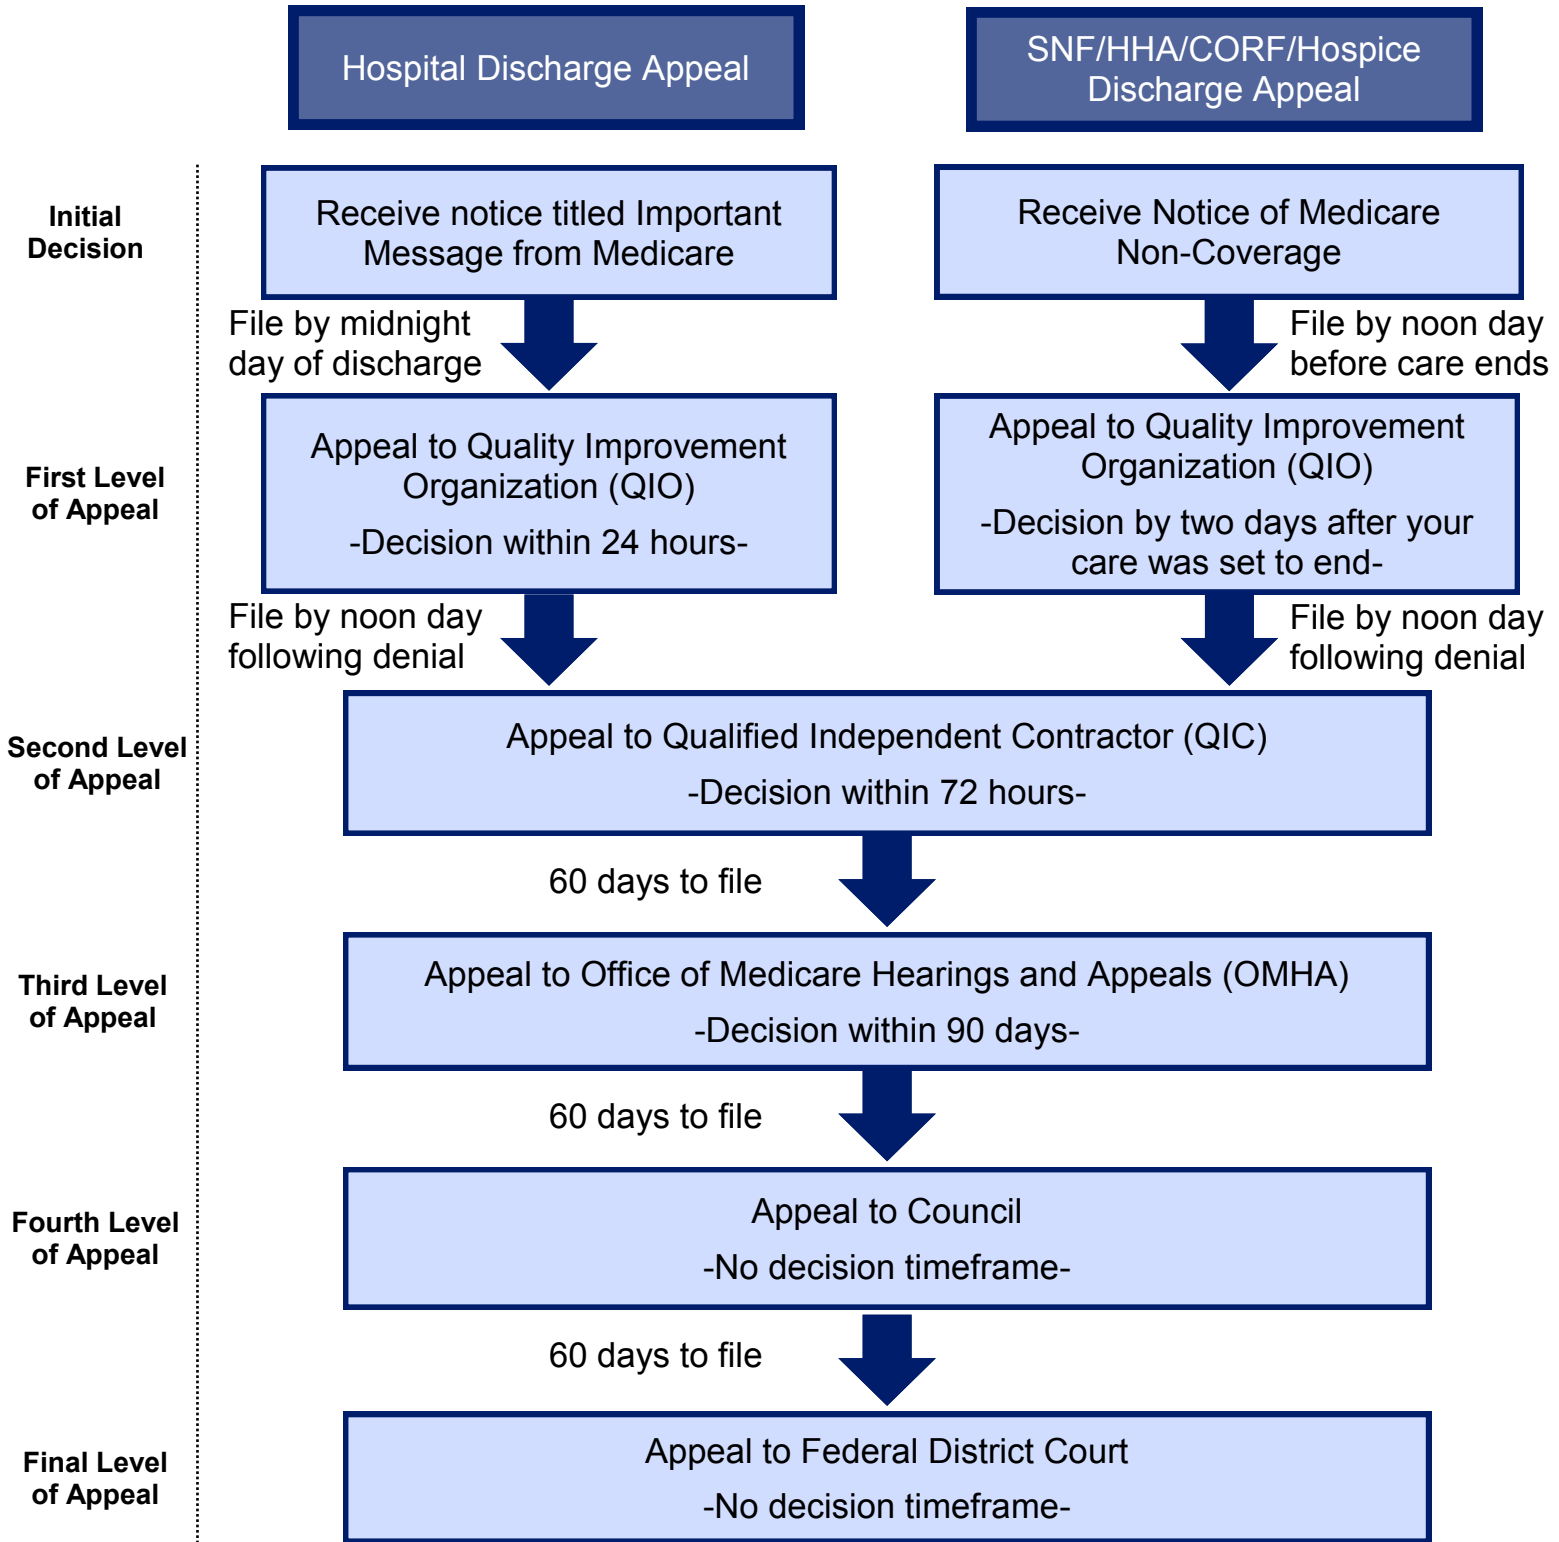 Hospital Discharge Appeal
SNF/HHA/CORF/Hospice
Discharge Appeal
Initial
Decision
Receive notice titled Important
Message from Medicare
Receive Notice of Medicare
Non-Coverage
File by midnight
day of discharge
File by noon day
before care ends
First Level
of Appeal
Appeal to Quality Improvement
Organization (QIO)
-Decision within 24 hours-
Appeal to Quality Improvement
Organization (QIO)
-Decision by two days after your
care was set to end-
File by noon day
following denial
File by noon day
following denial
Second Level
of Appeal
Appeal to Qualified Independent Contractor (QIC)
-Decision within 72 hours-
60 days to file
Third Level
of Appeal
Appeal to Office of Medicare Hearings and Appeals (OMHA)
-Decision within 90 days-
60 days to file
Fourth Level
of Appeal
Appeal to Council
-No decision timeframe-
60 days to file
Final Level
of Appeal
Appeal to Federal District Court
-No decision timeframe-